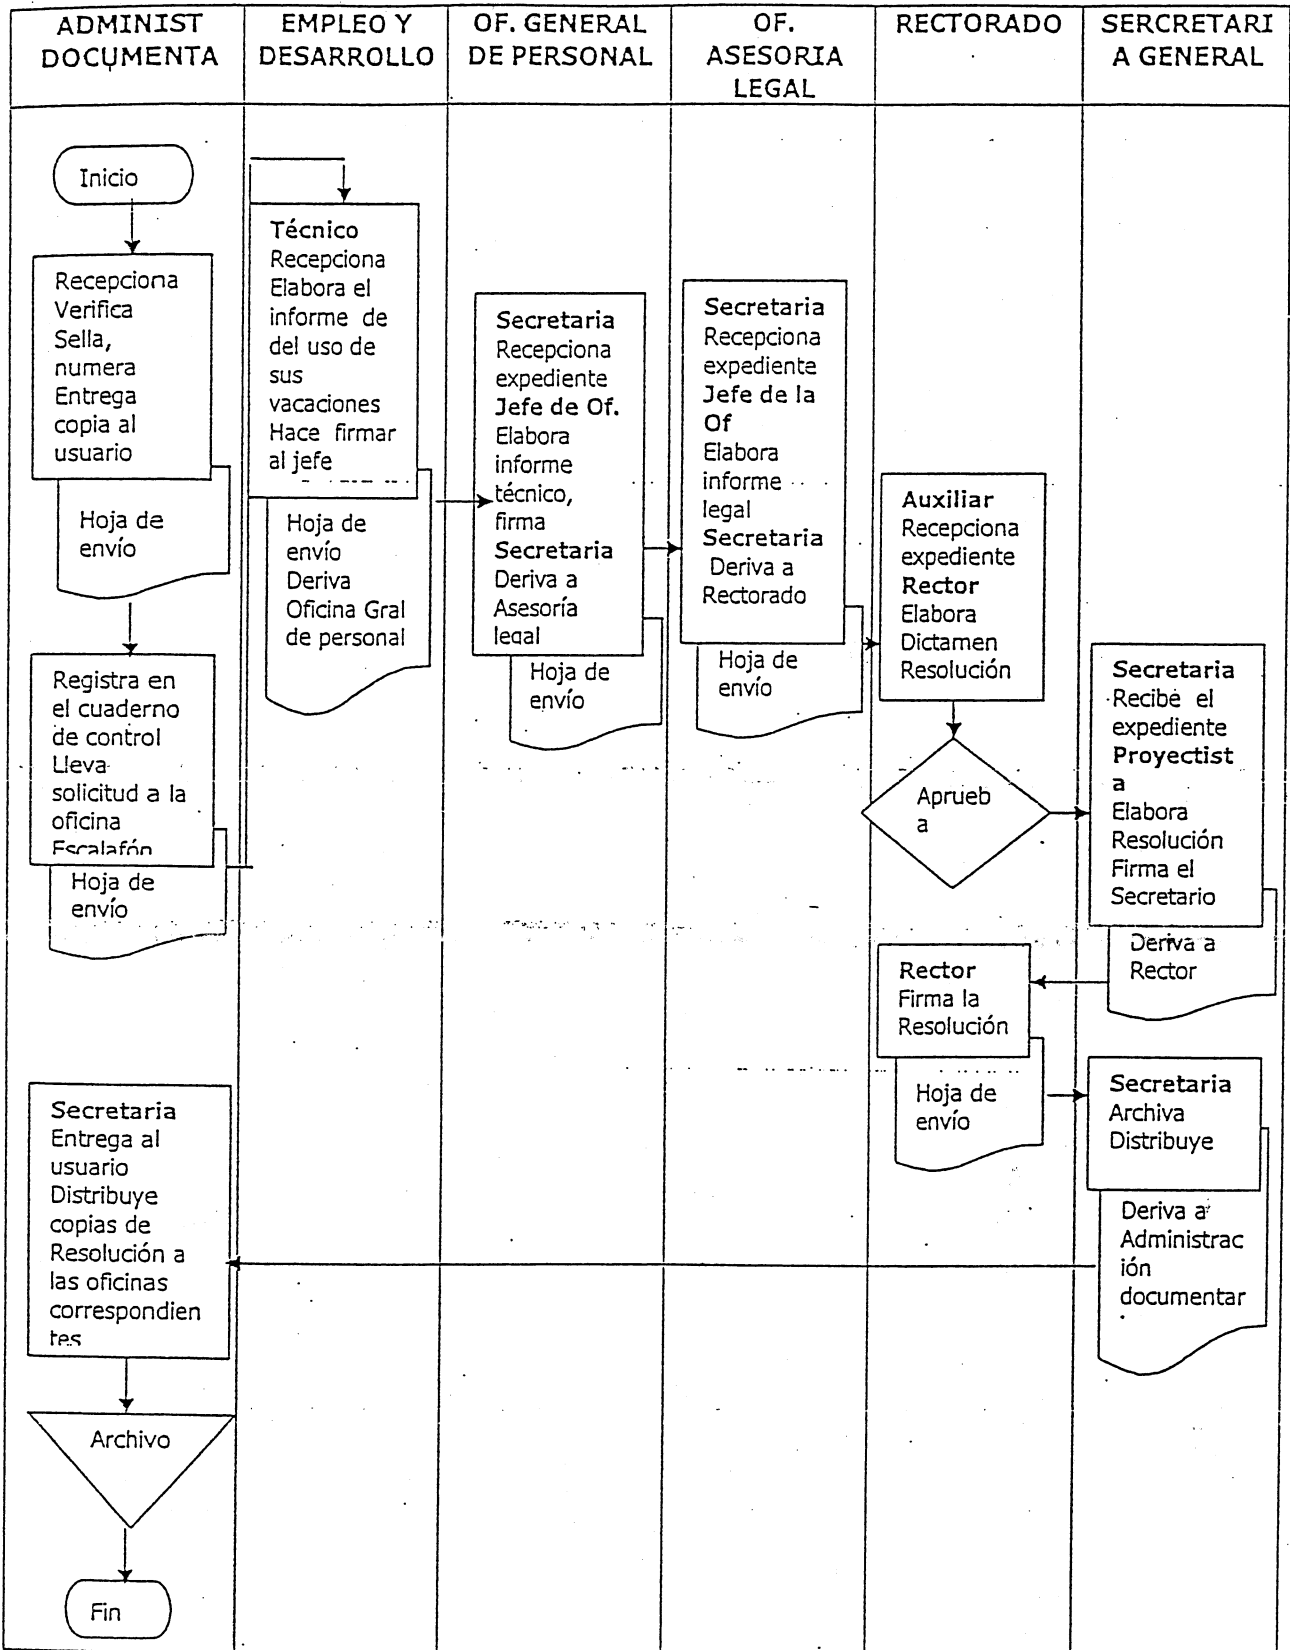 ADMINIST
DOCUMENTA
EMPLEO Y
DESARROLLO
OF. GENERAL
DE PERSONAL
OF.
ASESORIA
LEGAL
RECTORADO
SERCRETARI
A GENERAL
Inicio
Recepciona
Verifica
Sella,
numera
Entrega
copia al
usuario
Hoja de
envío
Registra en
el cuaderno
de control
Lleva
solicitud a la
oficina
Escalafón
Hoja de
envío
Técnico
Recepciona
Elabora el
informe de
del uso de
sus
vacaciones
Hace firmar
al jefe
Hoja de
envío
Deriva
Oficina Gral
de personal
Secretaria
Recepciona
expediente
Jefe de Of.
Elabora
informe
técnico,
firma
Secretaria
Deriva a
Asesoría
legal
Hoja de
envío
Secretaria
Recepciona
expediente
Jefe de la
Of
Elabora
informe
legal
Secretaria
Deriva a
Rectorado
Hoja de
envío
Auxiliar
Recepciona
expediente
Rector
Elabora
Dictamen
Resolución
Aprueb
a
Secretaria
Recibe el
expediente
Proyectist
a
Elabora
Resolución
Firma el
Secretario
Deriva a
Rector
Rector
Firma la
Resolución
Hoja de
envío
Secretaria
Archiva
Distribuye
Deriva a
Administrac
ión
documentar
Secretaria
Entrega al
usuario
Distribuye
copias de
Resolución a
las oficinas
correspondien
tes
Archivo
Fin